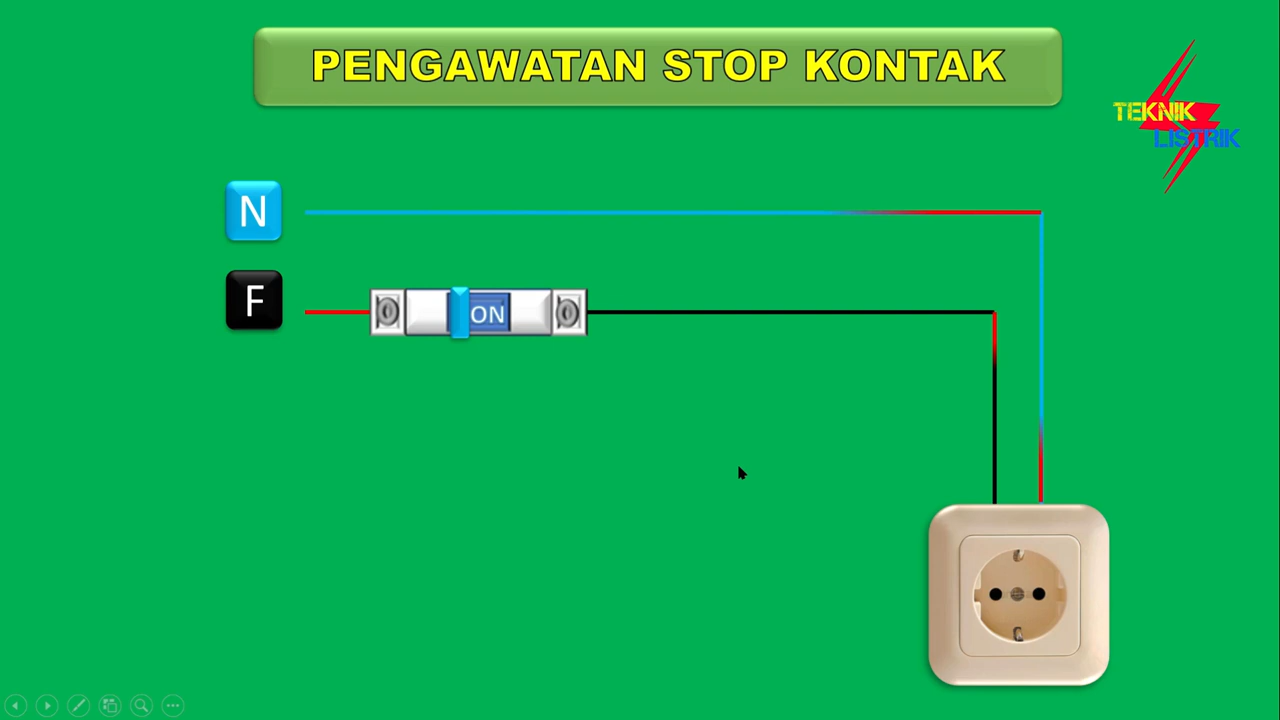 PENGAWATAN STOP KONTAK
TEKNIK
LISTRIK
N
F
ON